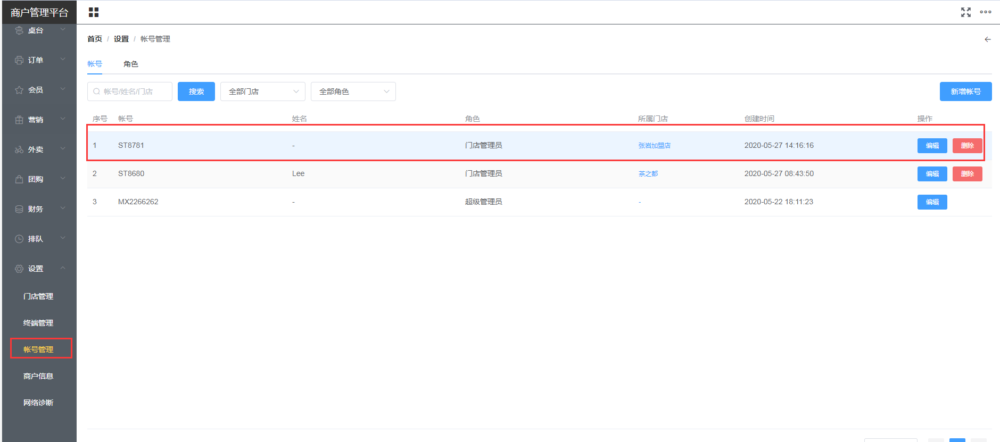 商户管理平台
桌台
订单
会员
营销
外卖
团购
财务
排队
设置
门店管理
终端管理
帐号管理
商户信息
网络诊断
首页 / 设置 / 帐号管理
帐号 角色
帐号/姓名/门店 搜索 全部门店 全部角色 新增帐号
序号 帐号 姓名 角色 所属门店 创建时间 操作
1 ST8781 - 门店管理员 张岩加盟店 2020-05-27 14:16:16 编辑 删除
2 ST8680 Lee 门店管理员 茶之都 2020-05-27 08:43:50 编辑 删除
3 MX2266262 - 超级管理员 - 2020-05-22 18:11:23 编辑